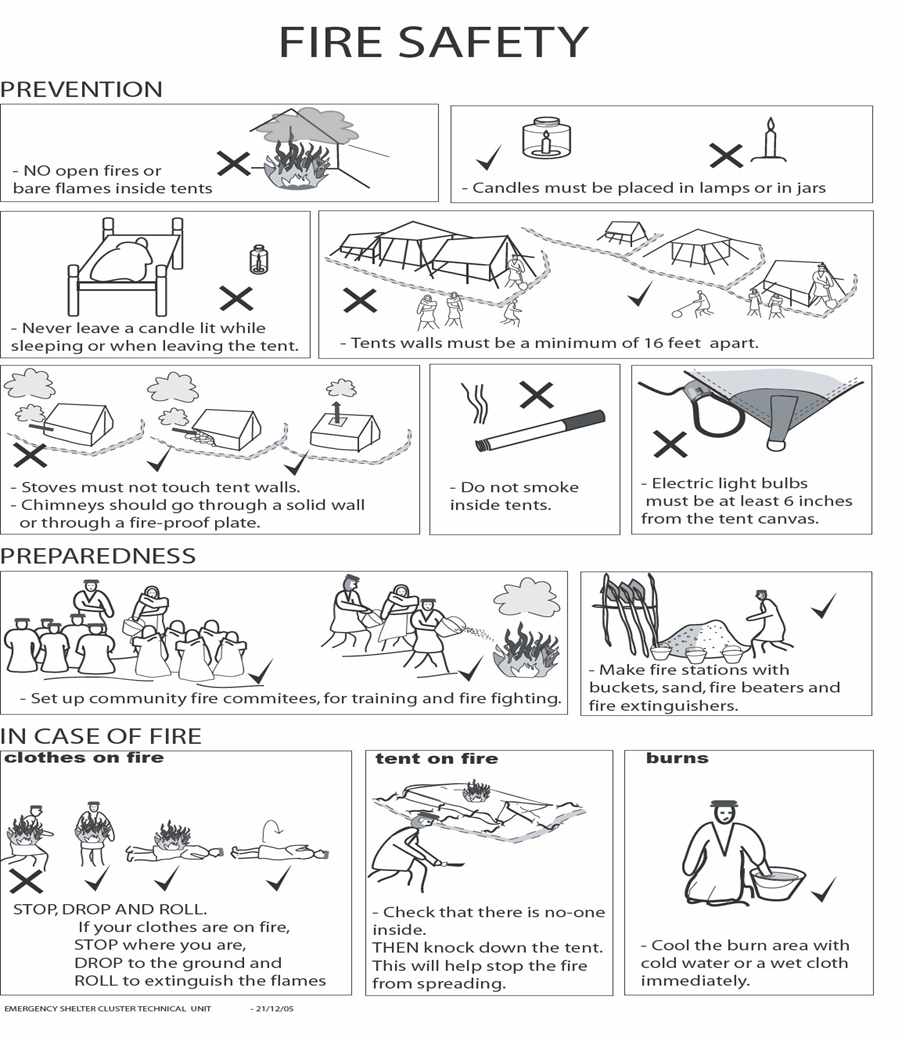 FIRE SAFETY
PREVENTION
- NO open fires or
bare flames inside tents
- Candles must be placed in lamps or in jars
- Never leave a candle lit while
sleeping or when leaving the tent.
- Tents walls must be a minimum of 16 feet apart.
- Stoves must not touch tent walls.
- Chimneys should go through a solid wall
or through a fire-proof plate.
- Do not smoke
inside tents.
- Electric light bulbs
must be at least 6 inches
from the tent canvas.
PREPAREDNESS
- Set up community fire commitees, for training and fire fighting.
- Make fire stations with
buckets, sand, fire beaters and
fire extinguishers.
IN CASE OF FIRE
clothes on fire
STOP, DROP AND ROLL.
If your clothes are on fire,
STOP where you are,
DROP to the ground and
ROLL to extinguish the flames
tent on fire
- Check that there is no-one
inside.
THEN knock down the tent.
This will help stop the fire
from spreading.
burns
- Cool the burn area with
cold water or a wet cloth
immediately.
EMERGENCY SHELTER CLUSTER TECHNICAL UNIT - 21/12/05